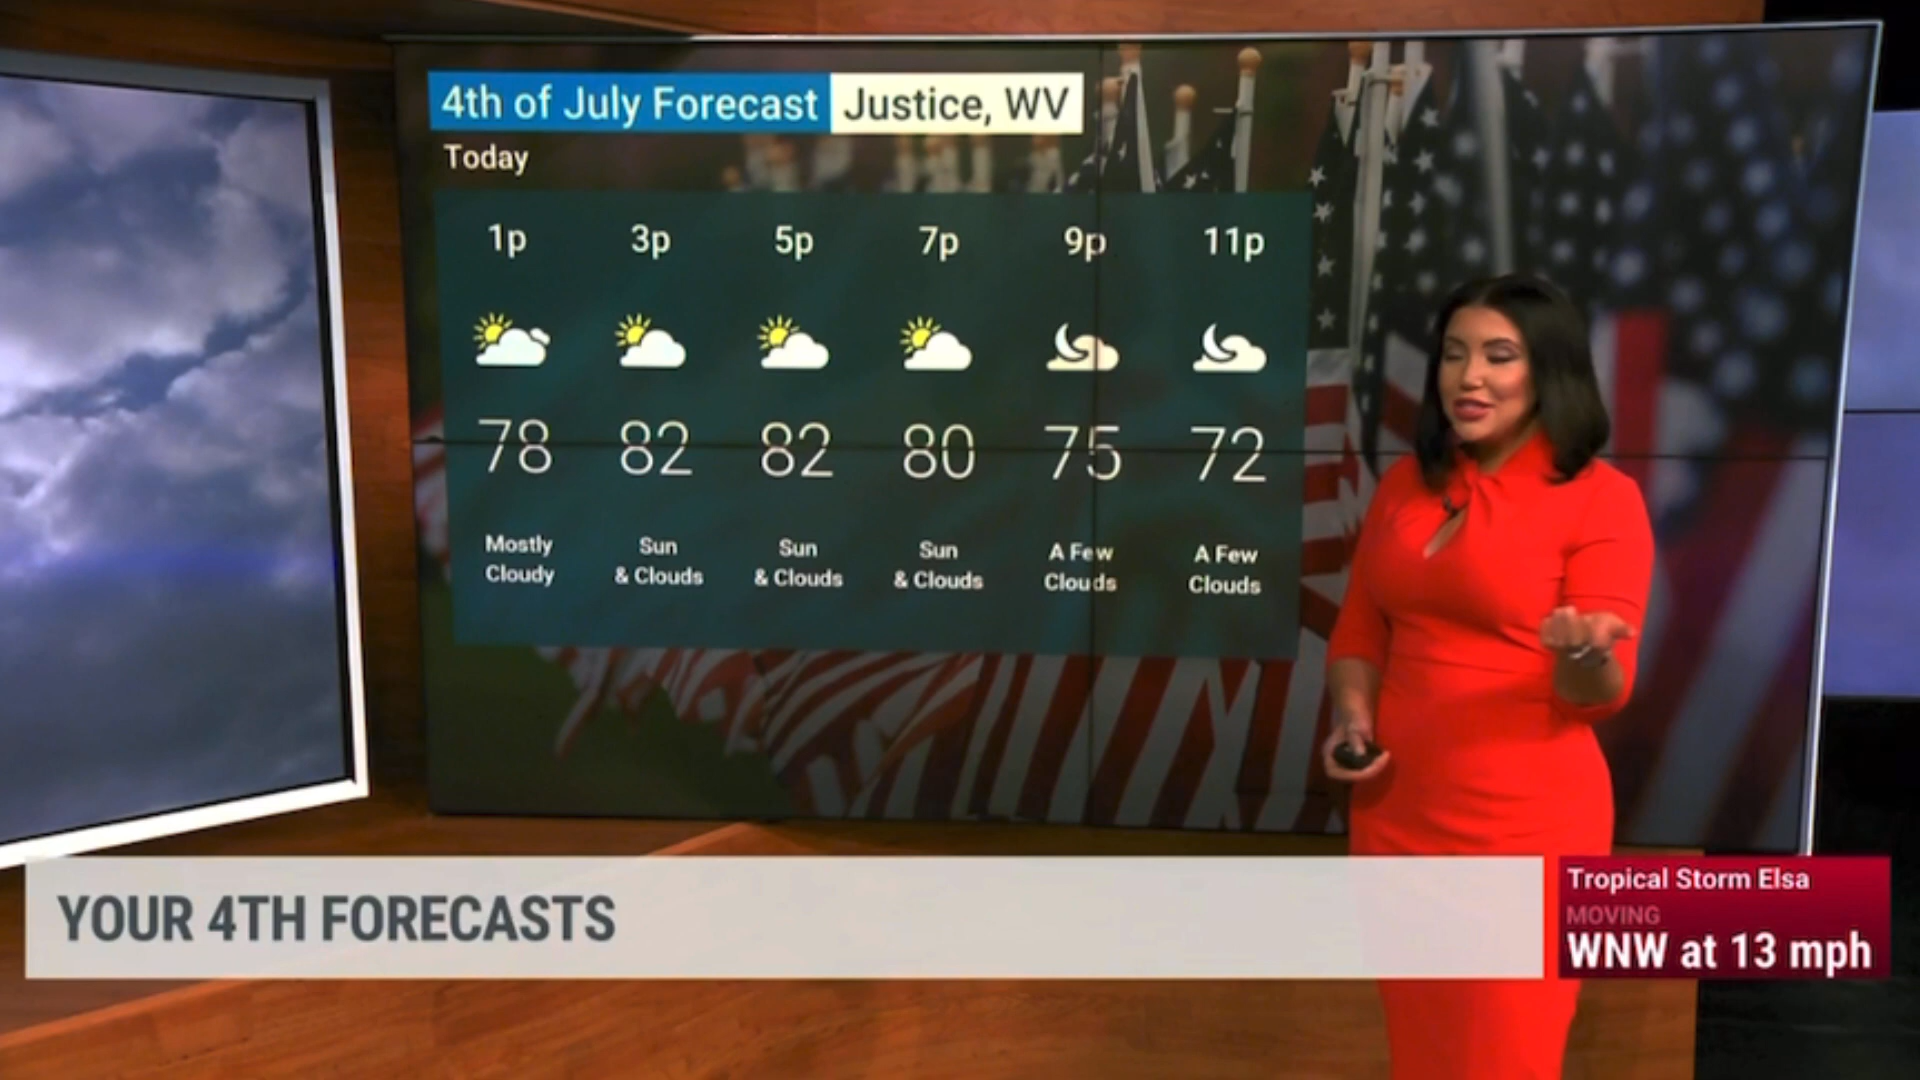 4th of July Forecast Justice, WV
Today
1p 3p 5p 7p 9p 11p
78 82 82 80 75 72
Mostly Sun Sun Sun A Few A Few
Cloudy & Clouds & Clouds & Clouds Clouds Clouds
YOUR 4TH FORECASTS
Tropical Storm Elsa
MOVING
WNW at 13 mph